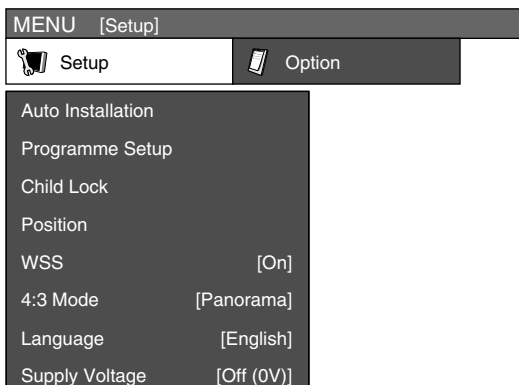 MENU [Setup]
Setup Option
Auto Installation
Programme Setup
Child Lock
Position
WSS [On]
4:3 Mode [Panorama]
Language [English]
Supply Voltage [Off (0V)]